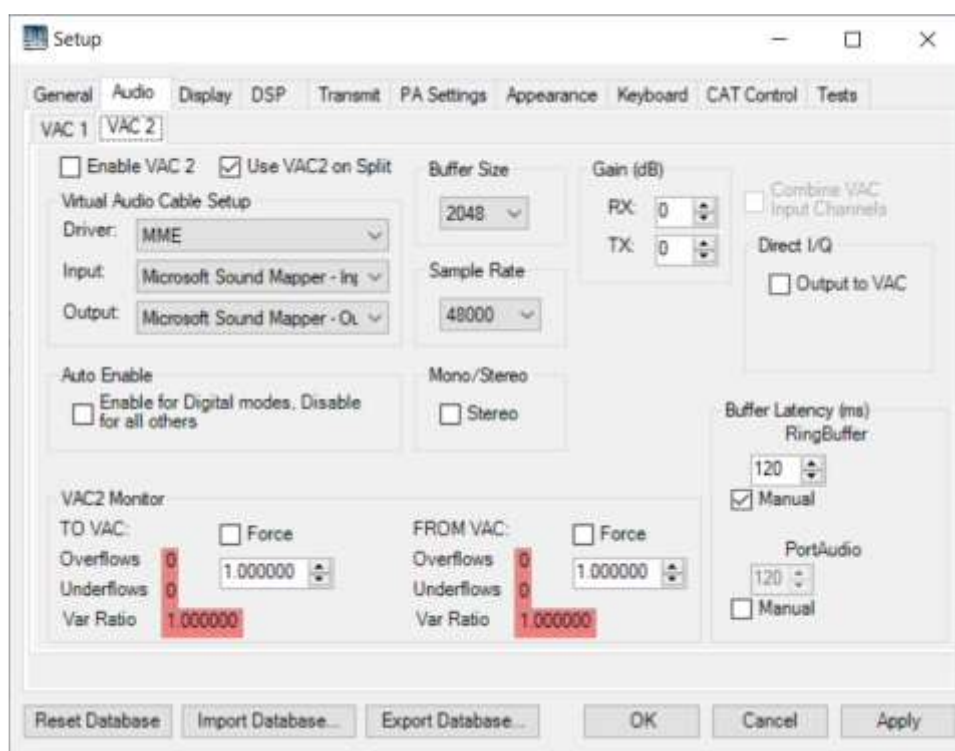 Setup
General Audio Display DSP Transmit PA Settings Appearance Keyboard CAT Control Tests
VAC 1 VAC 2
Enable VAC 2 Use VAC2 on Split
Buffer Size
Gain (dB)
Combine VAC
Input Channels
Virtual Audio Cable Setup
2048
RX: 0
Driver: MME
TX: 0
Direct I/Q
Input: Microsoft Sound Mapper - Inp
Sample Rate
Output to VAC
Output: Microsoft Sound Mapper - Ou
48000
Auto Enable
Mono/Stereo
Enable for Digital modes, Disable
for all others
Stereo
Buffer Latency (ms)
RingBuffer
120
Manual
VAC2 Monitor
TO VAC: Force
Overflows 0
1.000000
Underflows 0
Var Ratio 1.000000
FROM VAC: Force
Overflows 0
1.000000
Underflows 0
Var Ratio 1.000000
PortAudio
120
Manual
Reset Database Import Database... Export Database... OK Cancel Apply